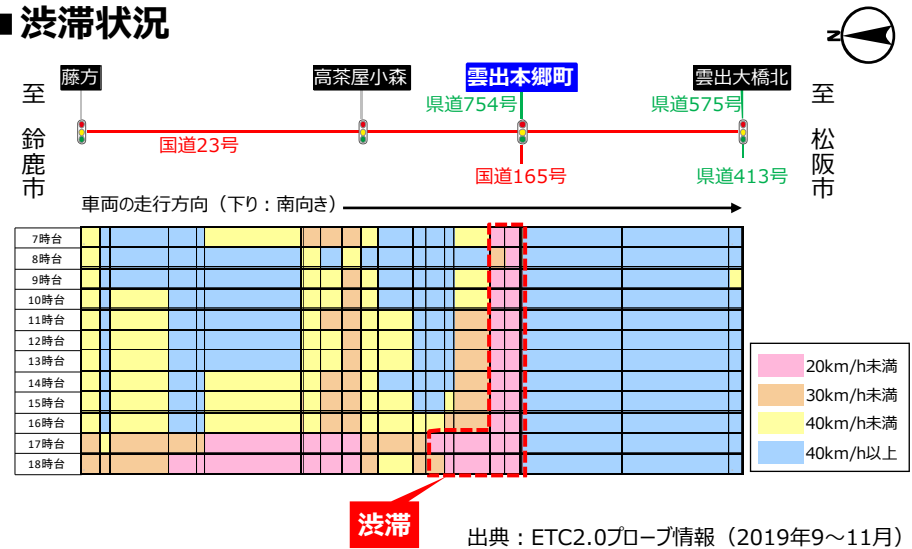 ■渋滞状況
N
藤方
高茶屋小森
雲出本郷町
雲出大橋北
至 鈴鹿市
県道754号
県道575号
至 松阪市
国道23号
国道165号
県道413号
車両の走行方向（下り：南向き）
7時台
8時台
9時台
10時台
11時台
12時台
13時台
14時台
15時台
16時台
17時台
18時台
20km/h未満
30km/h未満
40km/h未満
40km/h以上
渋滞
出典：ETC2.0プローブ情報（2019年9～11月）